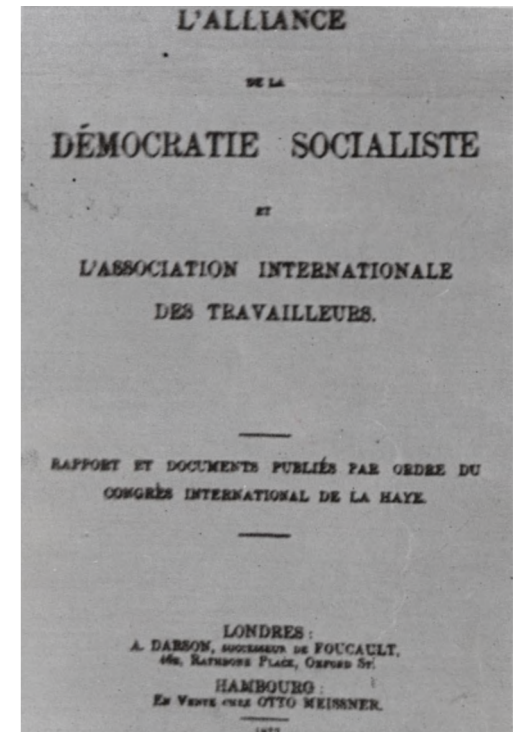 L'ALLIANCE
DE LA
DÉMOCRATIE SOCIALISTE
ET
L'ASSOCIATION INTERNATIONALE
DES TRAVAILLEURS.
RAPPORT ET DOCUMENTS PUBLIÉS PAR ORDRE DU
CONGRÈS INTERNATIONAL DE LA HAYE.
LONDRES :
A. DARSON, SUCCESSEUR DE FOUCAULT,
RATHBONE PLACE, OXFORD ST.
HAMBOURG :
EN VENTE CHEZ OTTO MEISSNER.